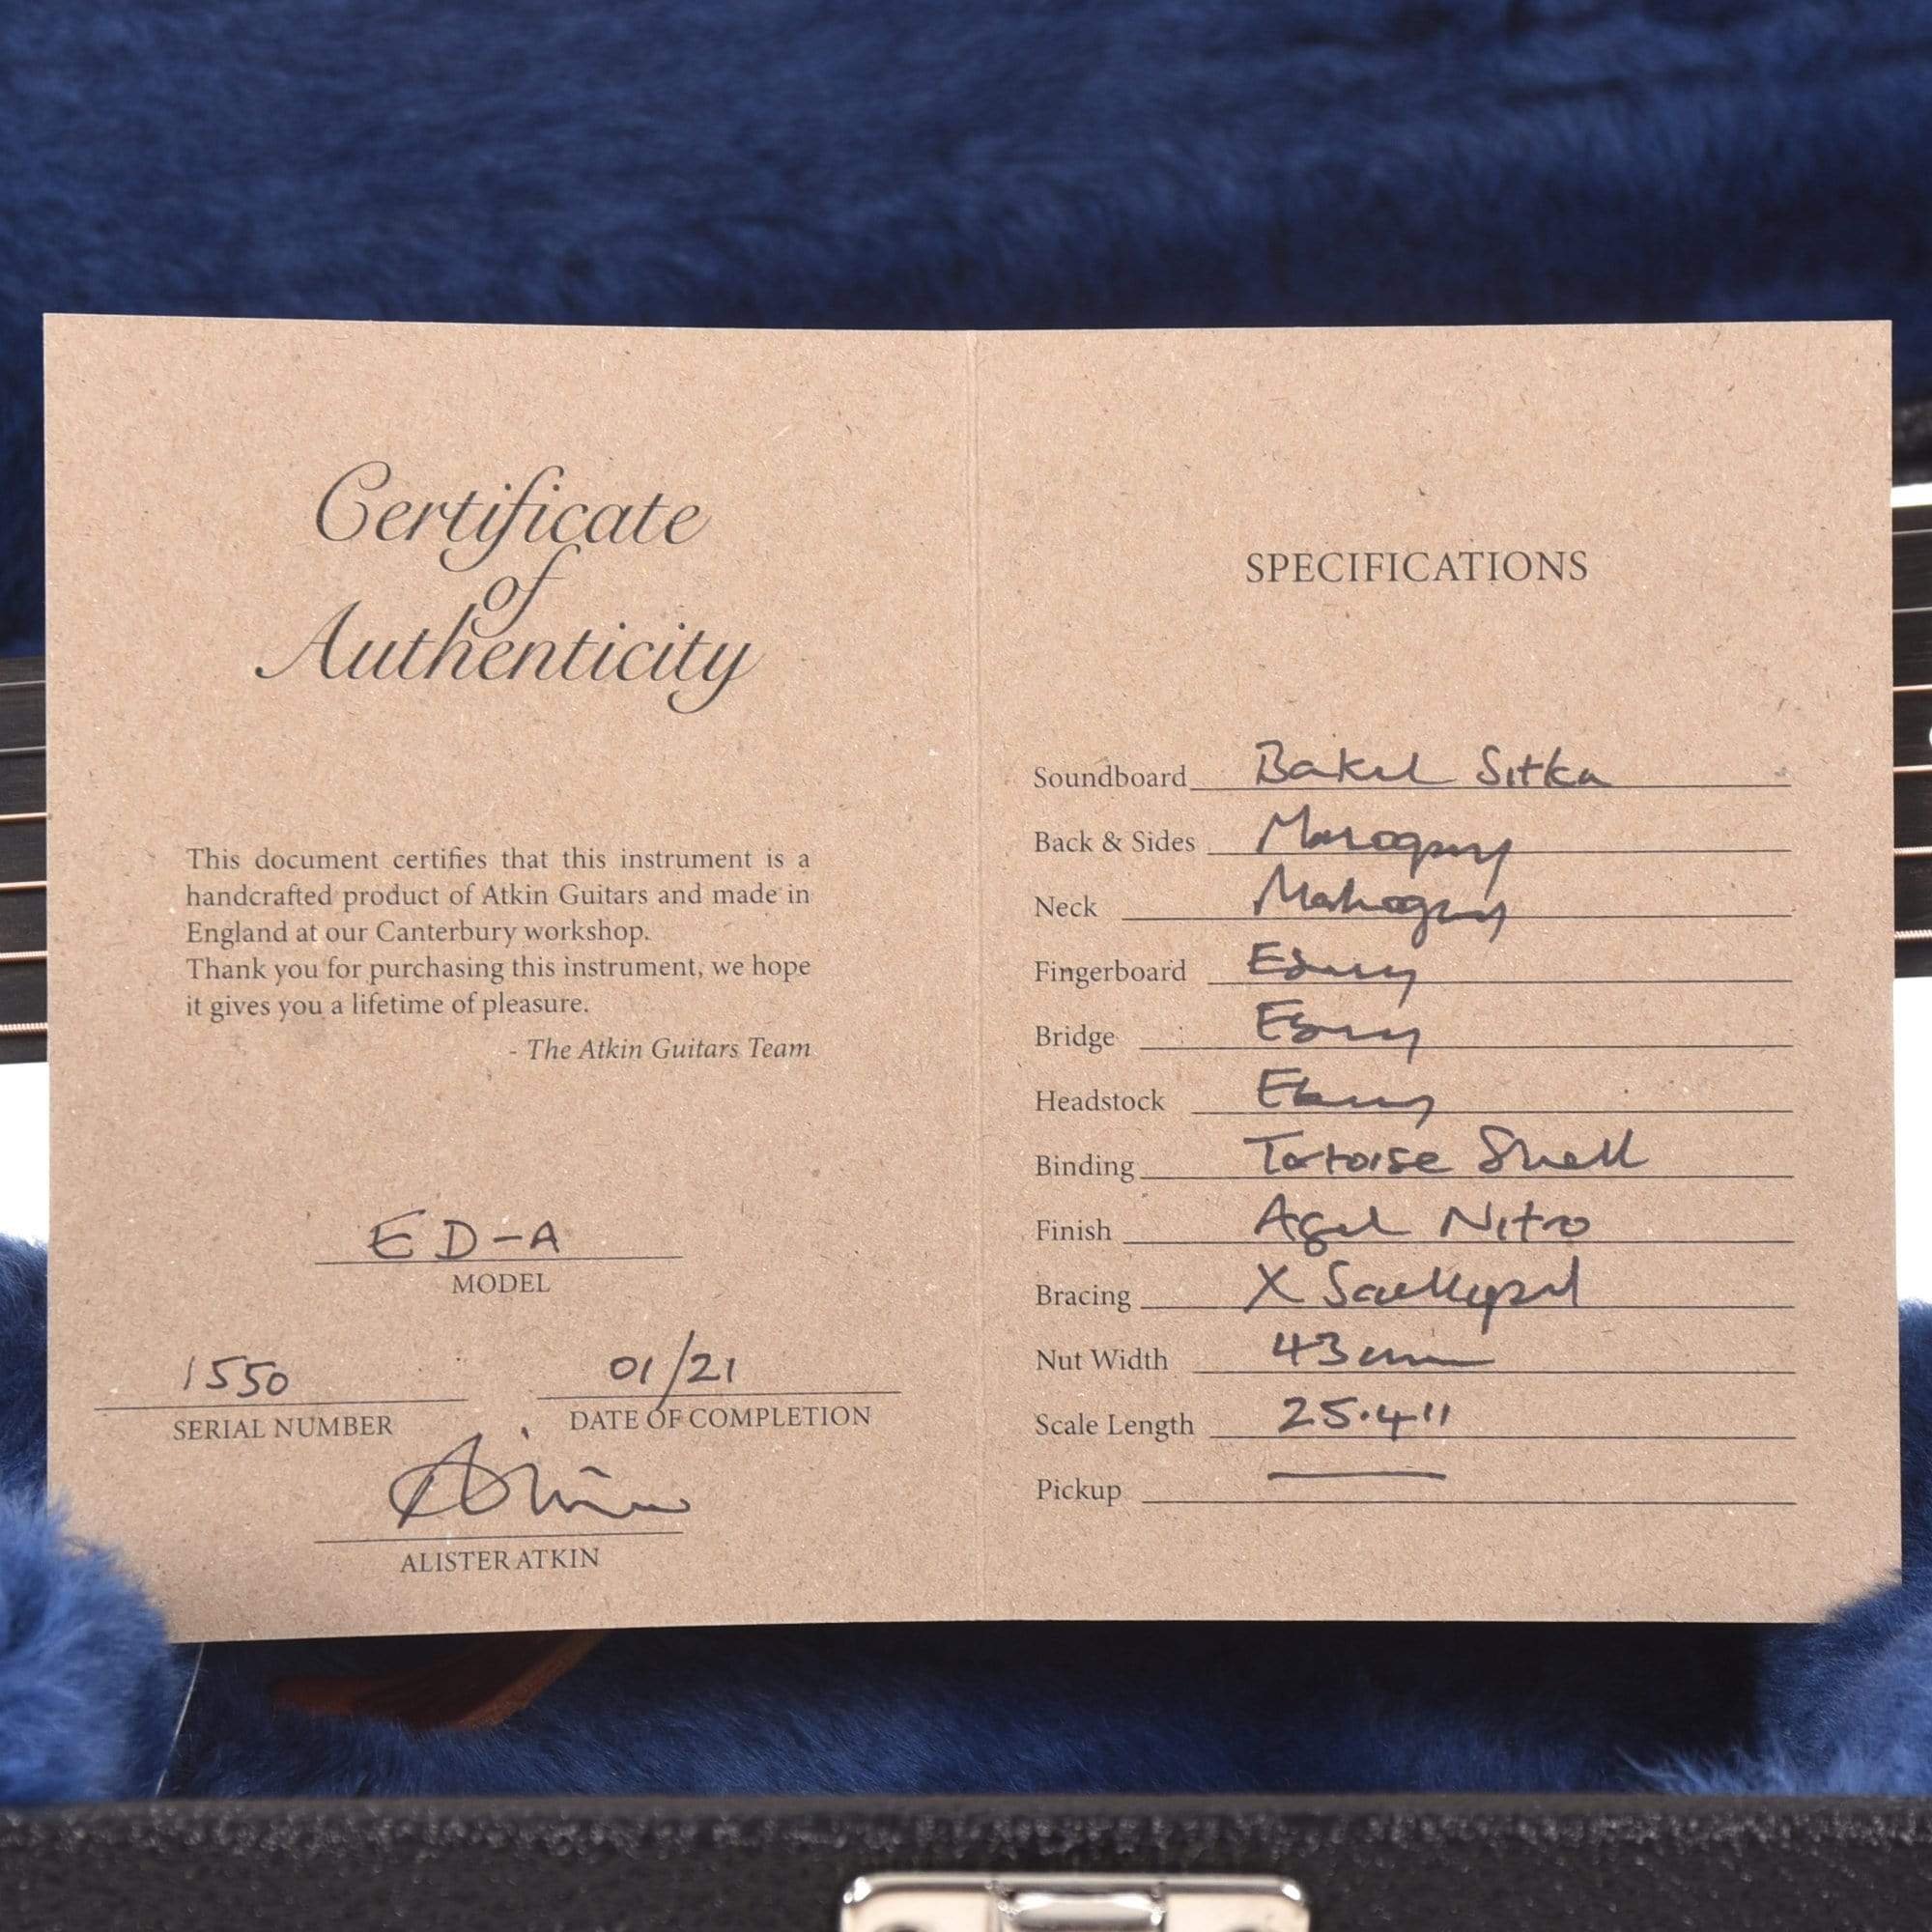 Certificate
of
Authenticity
This document certifies that this instrument is a
handcrafted product of Atkin Guitars and made in
England at our Canterbury workshop.
Thank you for purchasing this instrument, we hope
it gives you a lifetime of pleasure.
- The Atkin Guitars Team
ED-A
MODEL
1550
SERIAL NUMBER
01/21
DATE OF COMPLETION
ALISTER ATKIN
SPECIFICATIONS
Soundboard Baked Sitka
Back & Sides Mahogany
Neck Mahogany
Fingerboard Ebony
Bridge Ebony
Headstock Ebony
Binding Tortoise Shell
Finish Aged Nitro
Bracing X Scalloped
Nut Width 43mm
Scale Length 25.4"
Pickup —